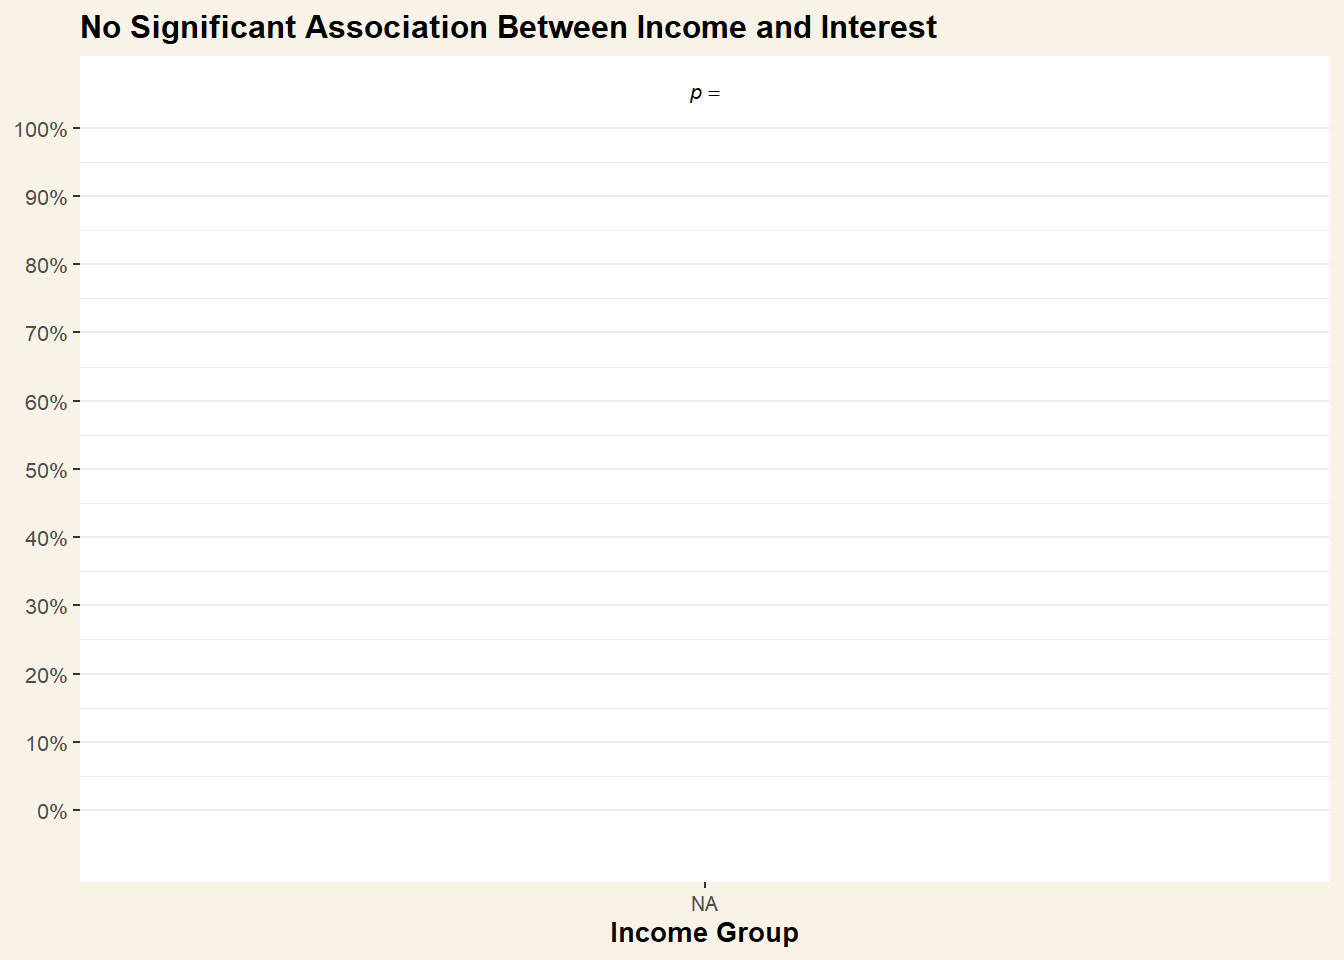 No Significant Association Between Income and Interest
p =
100%
90%
80%
70%
60%
50%
40%
30%
20%
10%
0%
NA
Income Group